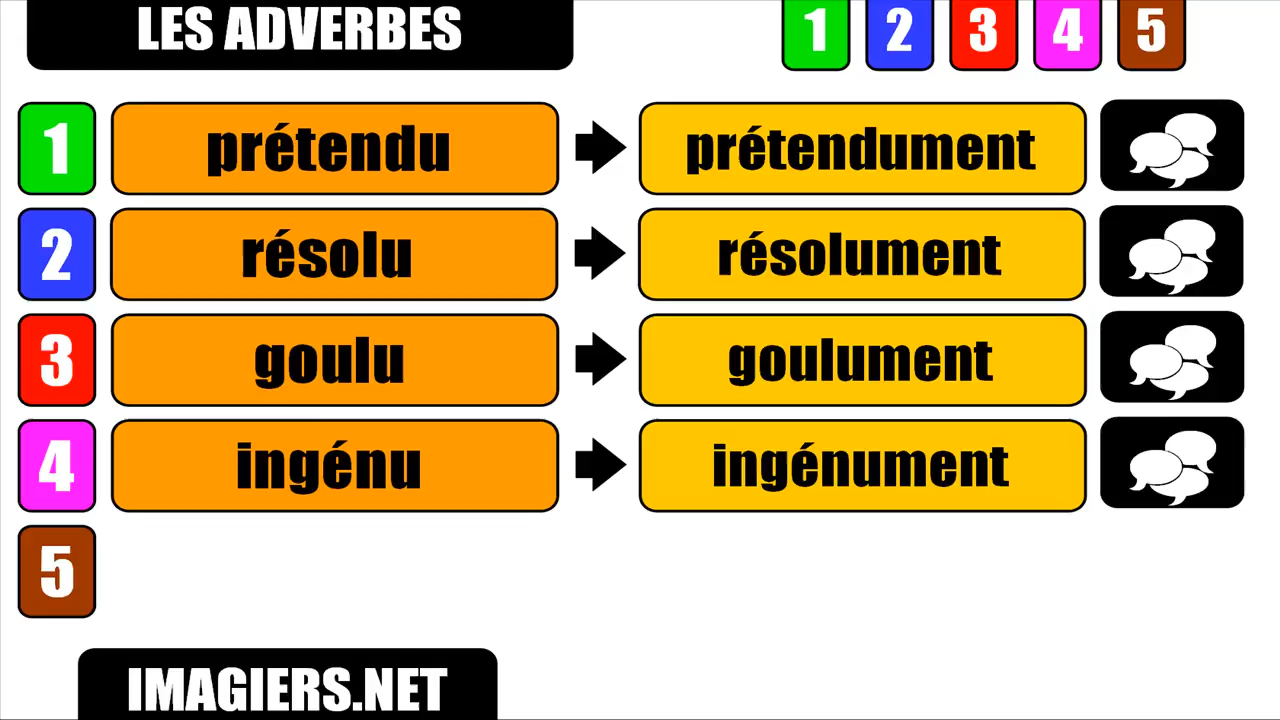 LES ADVERBES
1 2 3 4 5
1 prétendu prétendument
2 résolu résolument
3 goulu goulument
4 ingénu ingénument
5
IMAGIERS.NET